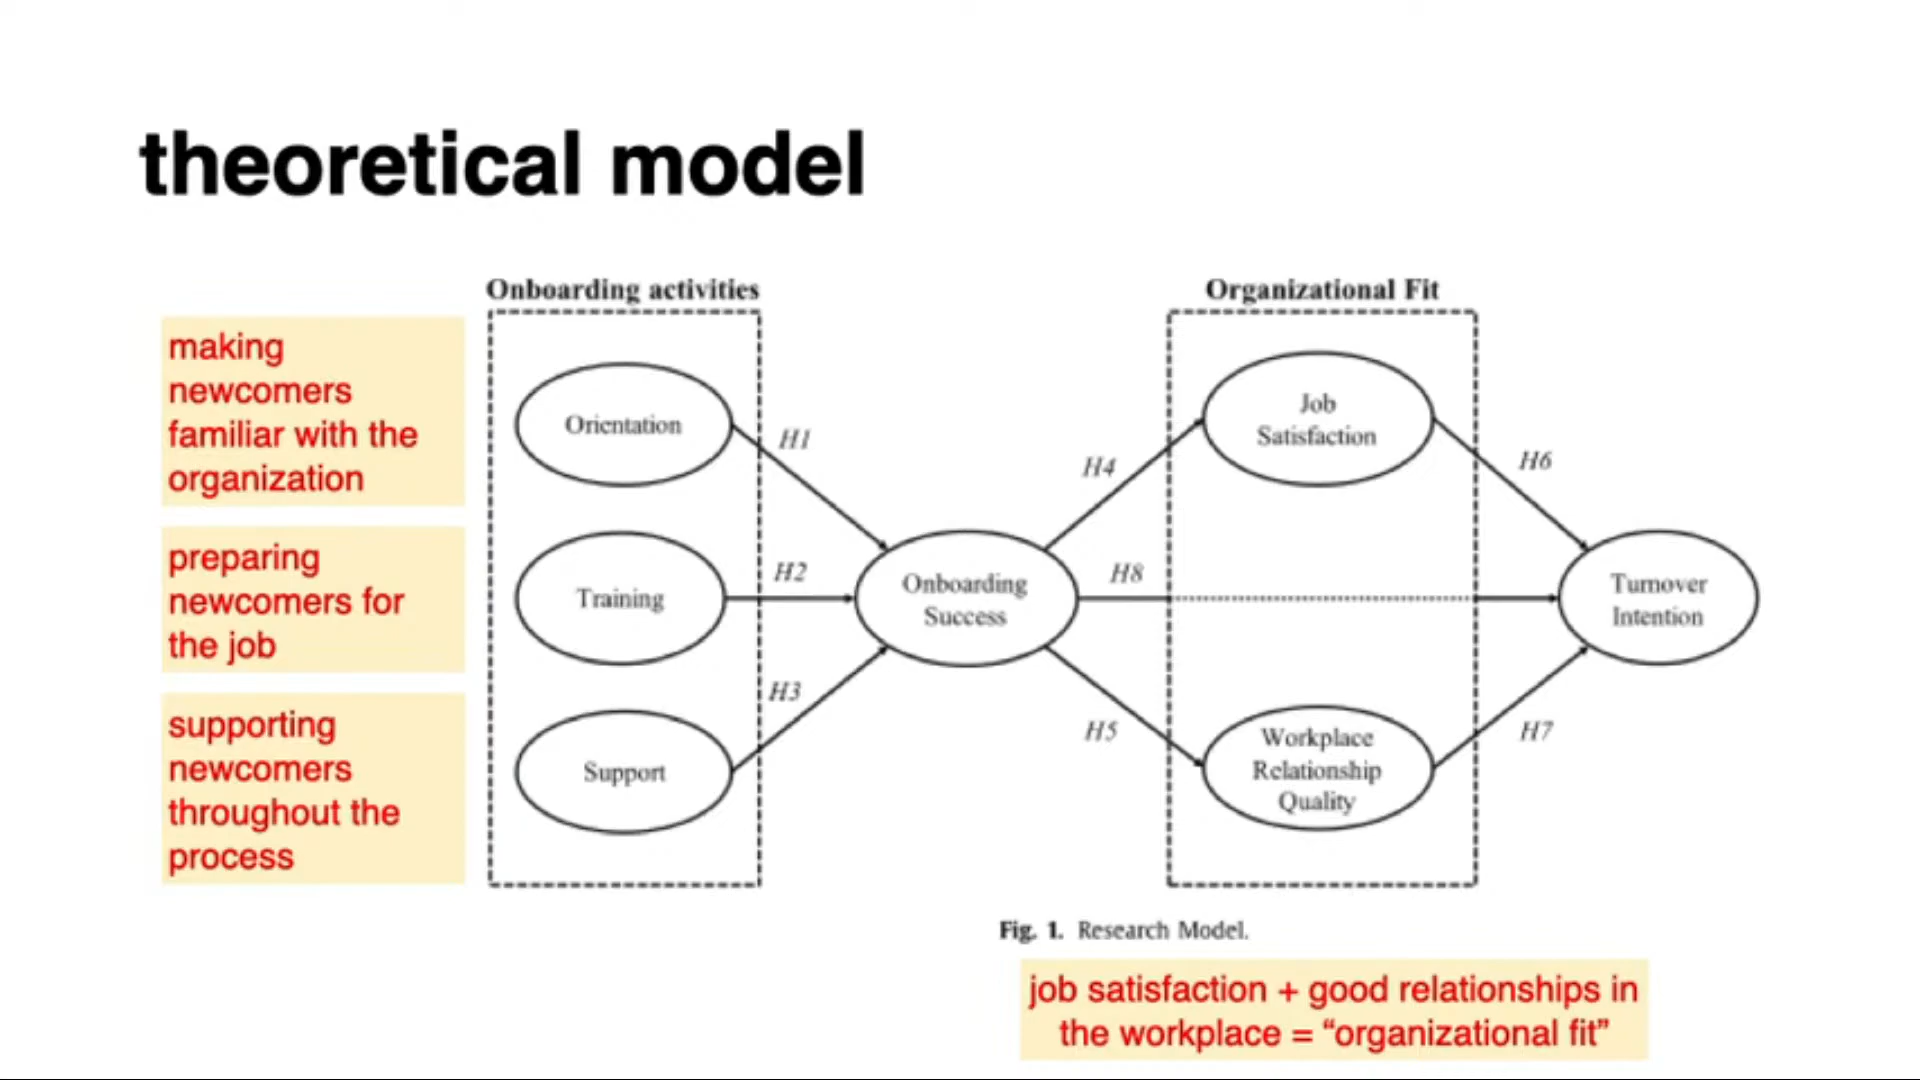 theoretical model
making
newcomers
familiar with the
organization
preparing
newcomers for
the job
supporting
newcomers
throughout the
process
Onboarding activities
Orientation
Training
Support
H1
H2
H3
Onboarding
Success
H4
H8
H5
Organizational Fit
Job
Satisfaction
Workplace
Relationship
Quality
H6
H7
Turnover
Intention
Fig. 1. Research Model.
job satisfaction + good relationships in
the workplace = “organizational fit”